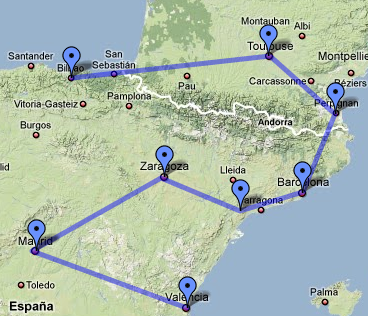 Montauban
Albi
Toulouse
Santander
San
Sebastián
Bilbao
Montpellier
Béziers
Carcassonne
Pau
Perpignan
Vitoria-Gasteiz
Pamplona
Andorra
Burgos
Zaragoza
Lleida
Barcelona
Tarragona
Madrid
Toledo
Valencia
Palma
España